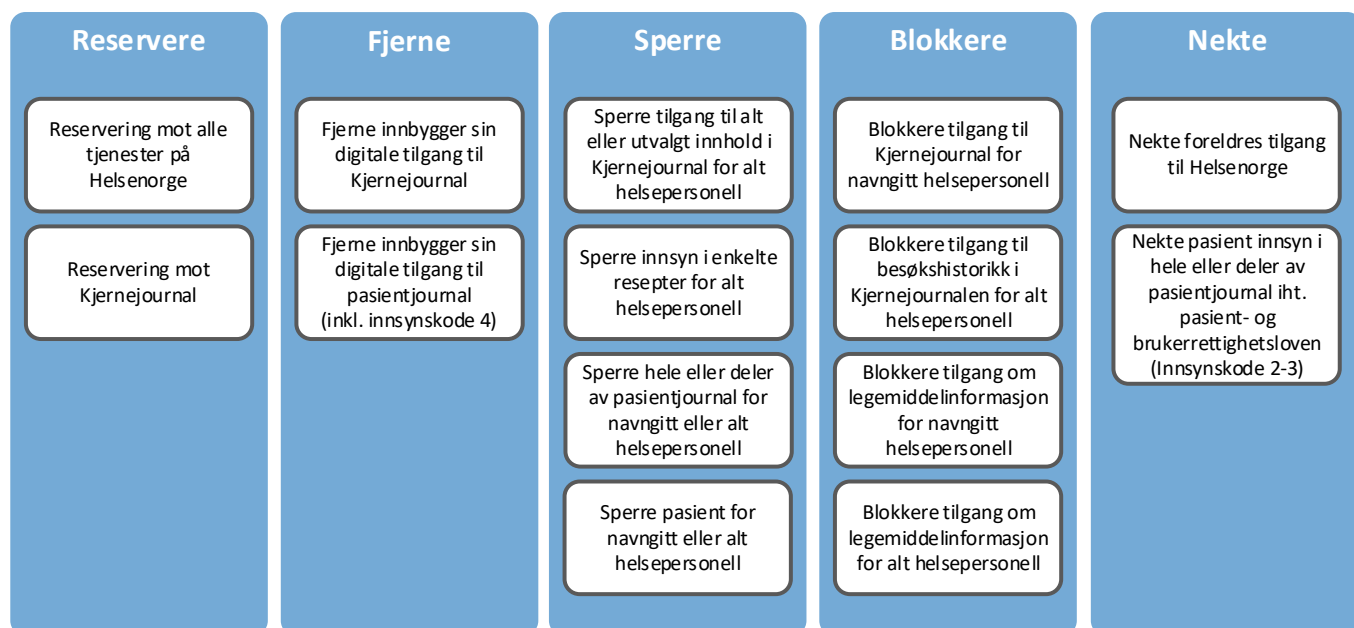 Reservere
Reservering mot alle
tjenester på
Helsenorge
Reservering mot
Kjernejournal
Fjerne
Fjerne innbygger sin
digitale tilgang til
Kjernejournal
Fjerne innbygger sin
digitale tilgang til
pasientjournal
(inkl. innsynskode 4)
Sperre
Sperre tilgang til alt
eller utvalgt innhold i
Kjernejournal for alt
helsepersonell
Sperre innsyn i enkelte
resepter for alt
helsepersonell
Sperre hele eller deler
av pasientjournal for
navngitt eller alt
helsepersonell
Sperre pasient for
navngitt eller alt
helsepersonell
Blokkere
Blokkere tilgang til
Kjernejournal for
navngitt helsepersonell
Blokkere tilgang til
besøkshistorikk i
Kjernejournalen for alt
helsepersonell
Blokkere tilgang om
legemiddelinformasjon
for navngitt
helsepersonell
Blokkere tilgang om
legemiddelinformasjon
for alt helsepersonell
Nekte
Nekte foreldres tilgang
til Helsenorge
Nekte pasient innsyn i
hele eller deler av
pasientjournal iht.
pasient- og
brukerrettighetsloven
(Innsynskode 2-3)